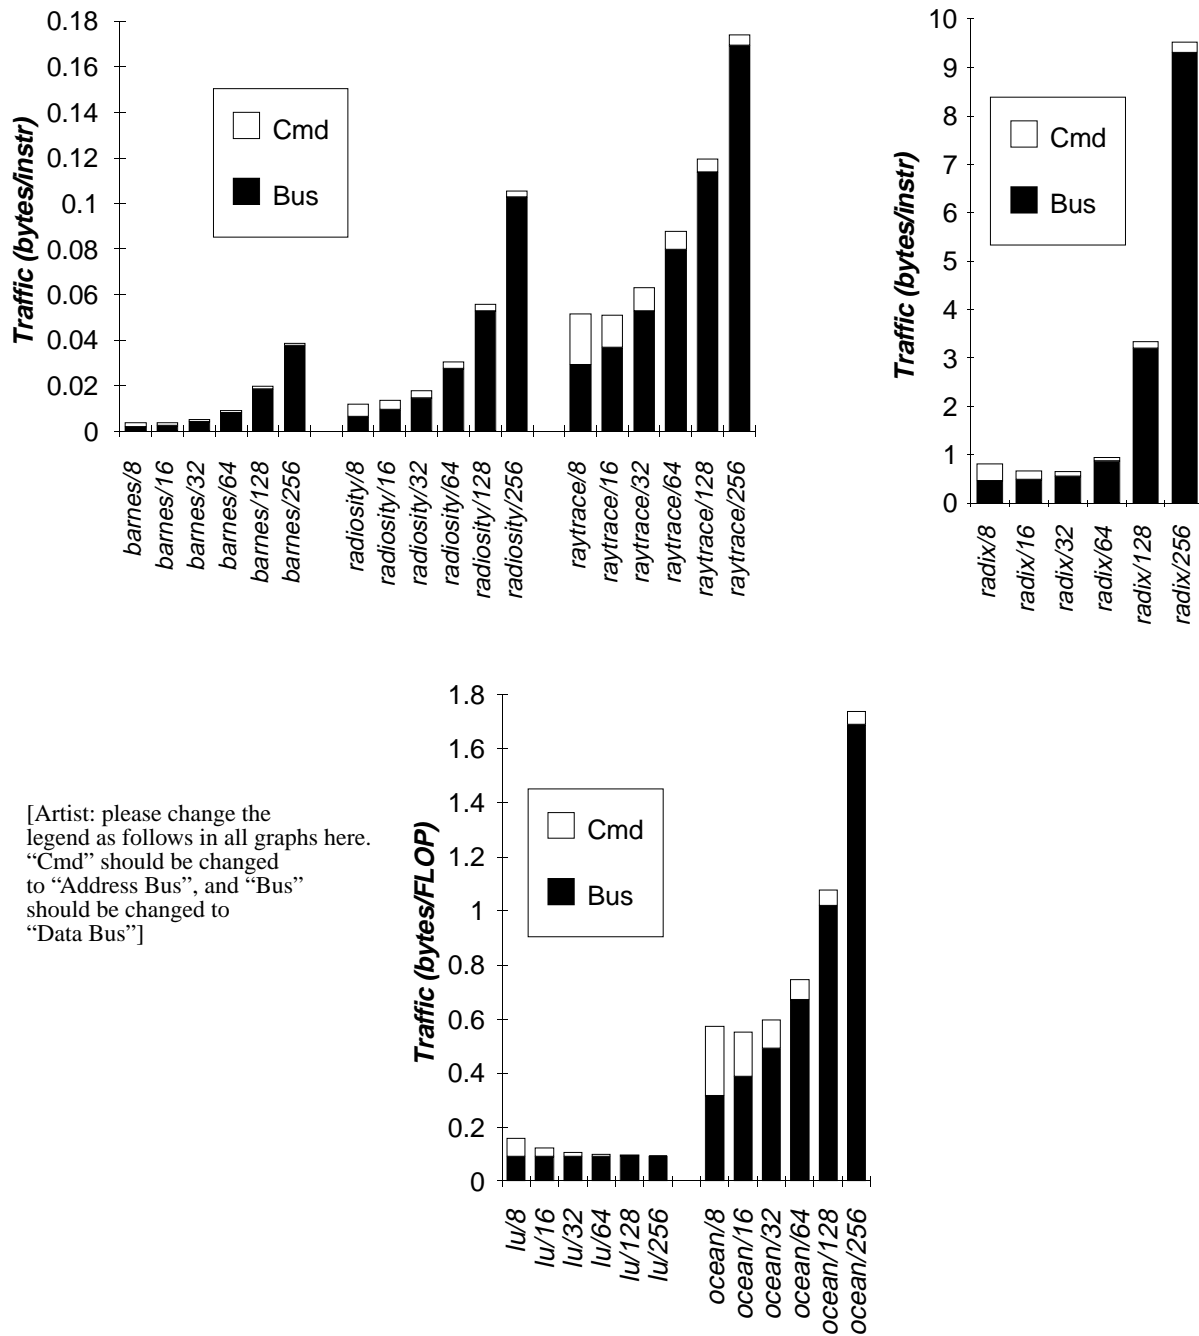 0.18
0.16
0.14
0.12
0.1
0.08
0.06
0.04
0.02
0
Traffic (bytes/instr)
Cmd
Bus
barnes/8
barnes/16
barnes/32
barnes/64
barnes/128
barnes/256
radiosity/8
radiosity/16
radiosity/32
radiosity/64
radiosity/128
radiosity/256
raytrace/8
raytrace/16
raytrace/32
raytrace/64
raytrace/128
raytrace/256
10
9
8
7
6
5
4
3
2
1
0
Traffic (bytes/instr)
Cmd
Bus
radix/8
radix/16
radix/32
radix/64
radix/128
radix/256
[Artist: please change the
legend as follows in all graphs here.
“Cmd” should be changed
to “Address Bus”, and “Bus”
should be changed to
“Data Bus”]
1.8
1.6
1.4
1.2
1
0.8
0.6
0.4
0.2
0
Traffic (bytes/FLOP)
Cmd
Bus
lu/8
lu/16
lu/32
lu/64
lu/128
lu/256
ocean/8
ocean/16
ocean/32
ocean/64
ocean/128
ocean/256